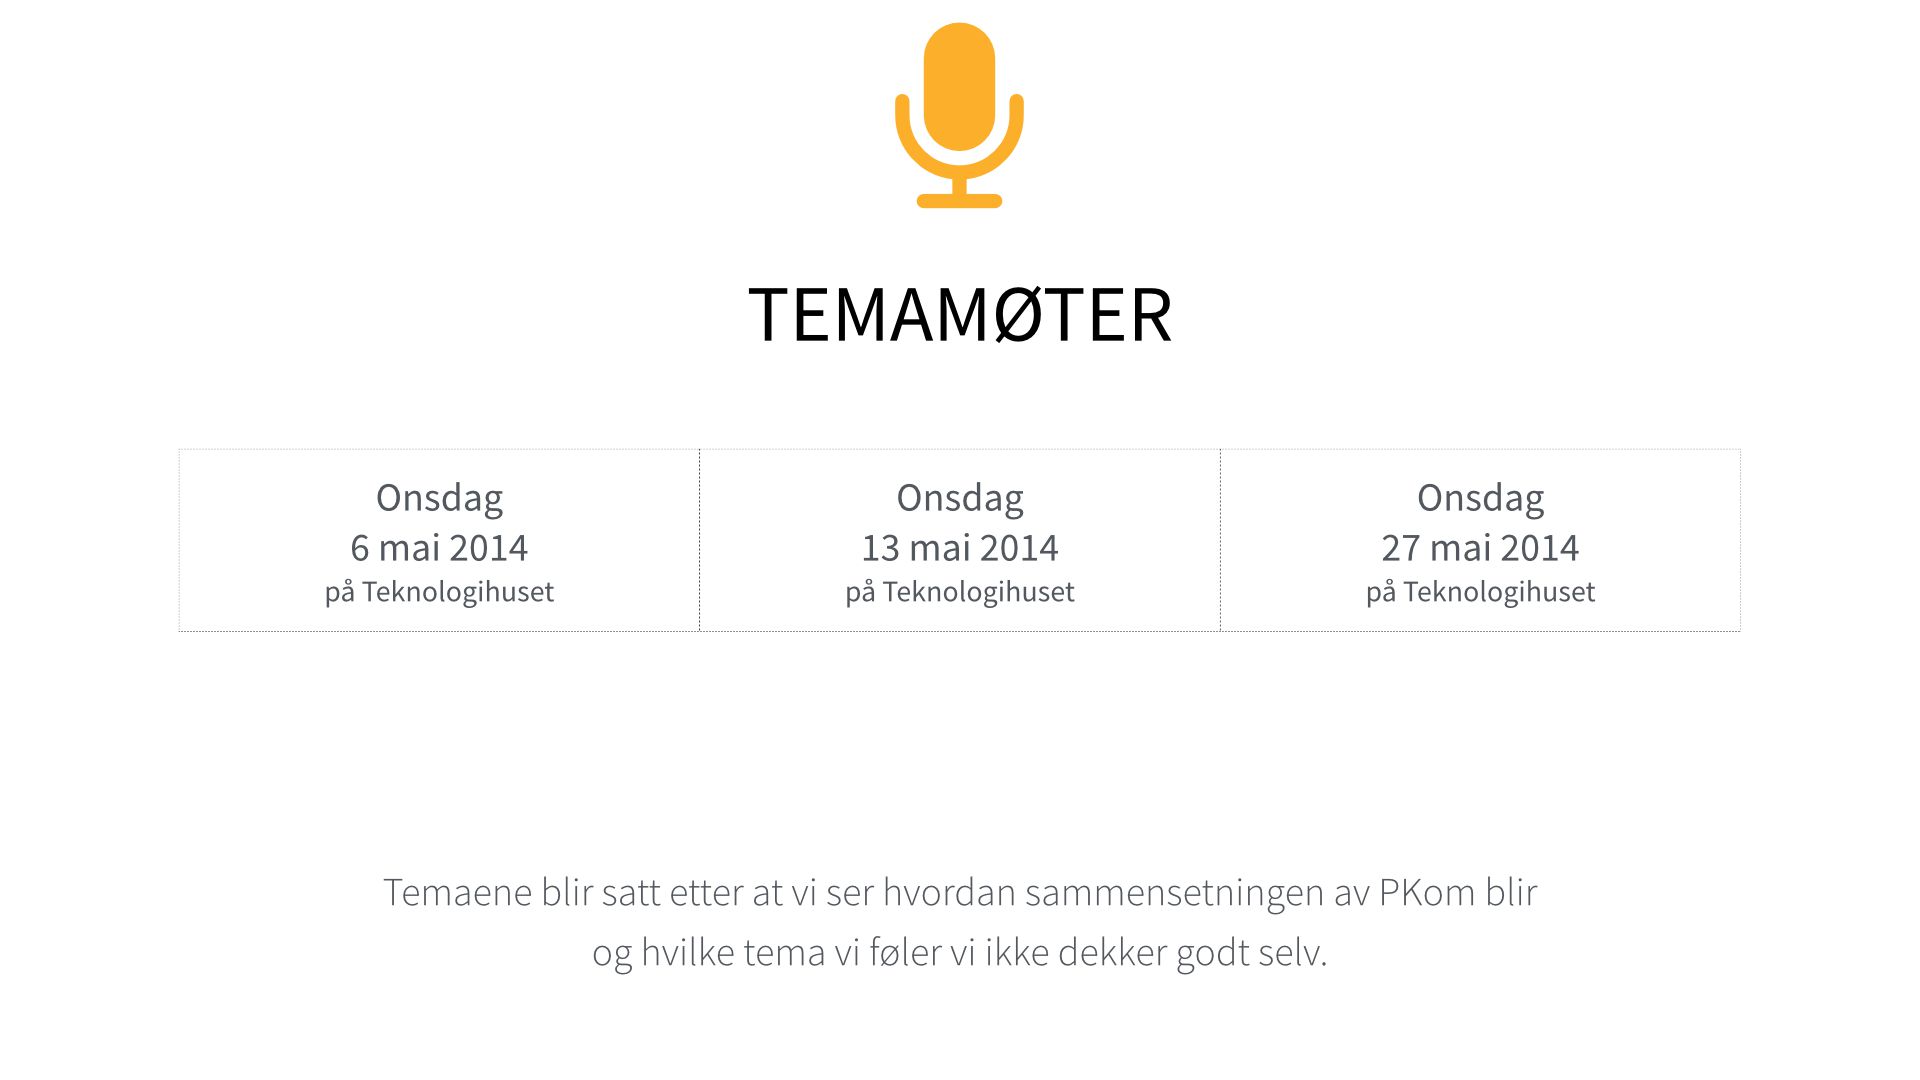 TEMAMØTER
Onsdag
6 mai 2014
på Teknologihuset
Onsdag
13 mai 2014
på Teknologihuset
Onsdag
27 mai 2014
på Teknologihuset
Temaene blir satt etter at vi ser hvordan sammensetningen av PKom blir
og hvilke tema vi føler vi ikke dekker godt selv.